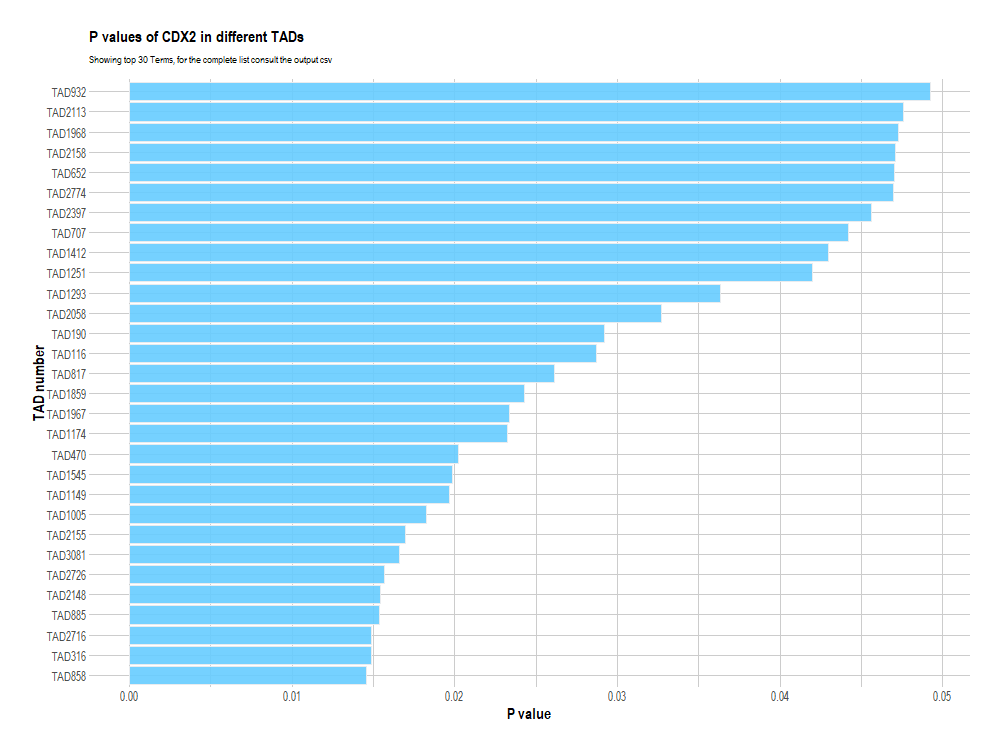 P values of CDX2 in different TADs
Showing top 30 Terms, for the complete list consult the output csv
TAD932
TAD2113
TAD1968
TAD2158
TAD652
TAD2774
TAD2397
TAD707
TAD1412
TAD1251
TAD1293
TAD2058
TAD190
TAD116
TAD817
TAD1859
TAD1967
TAD1174
TAD470
TAD1545
TAD1149
TAD1005
TAD2155
TAD3081
TAD2726
TAD2148
TAD885
TAD2716
TAD316
TAD858
TAD number
0.00 0.01 0.02 0.03 0.04 0.05
P value